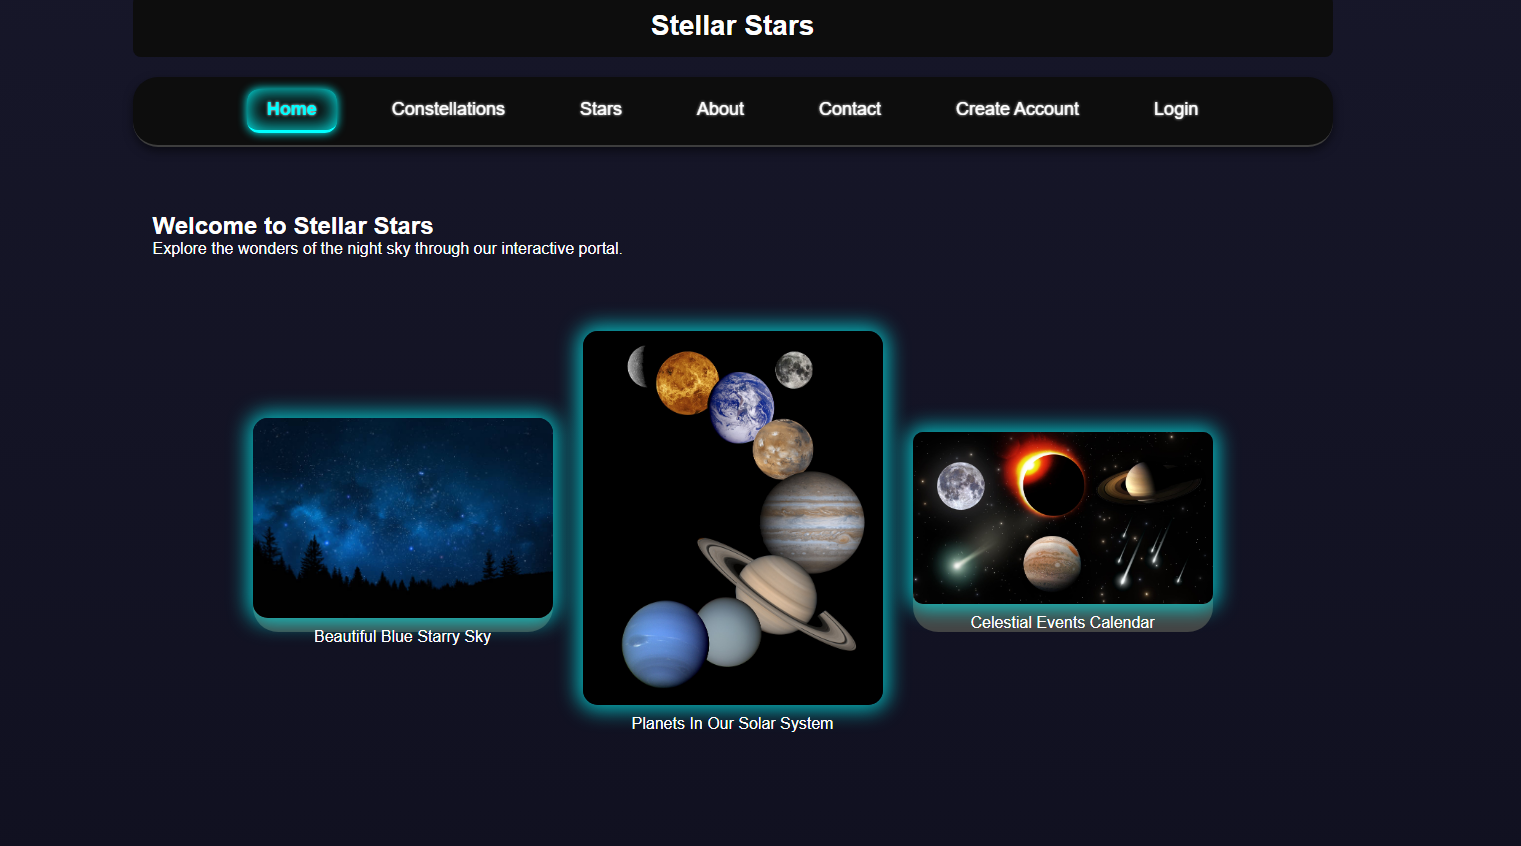 Stellar Stars
Home Constellations Stars About Contact Create Account Login
Welcome to Stellar Stars
Explore the wonders of the night sky through our interactive portal.
Beautiful Blue Starry Sky
Planets In Our Solar System
Celestial Events Calendar